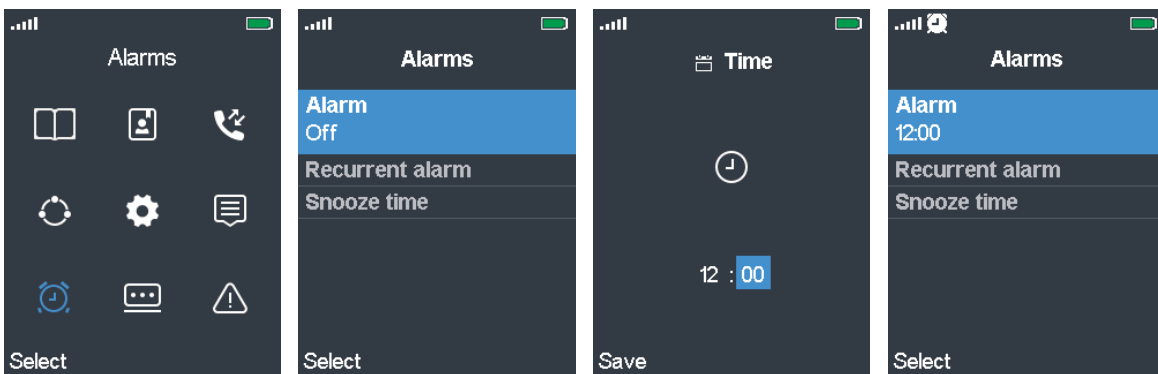 Alarms
Select
Alarms
Alarm
Off
Recurrent alarm
Snooze time
Select
Time
12 : 00
Save
Alarms
Alarm
12:00
Recurrent alarm
Snooze time
Select